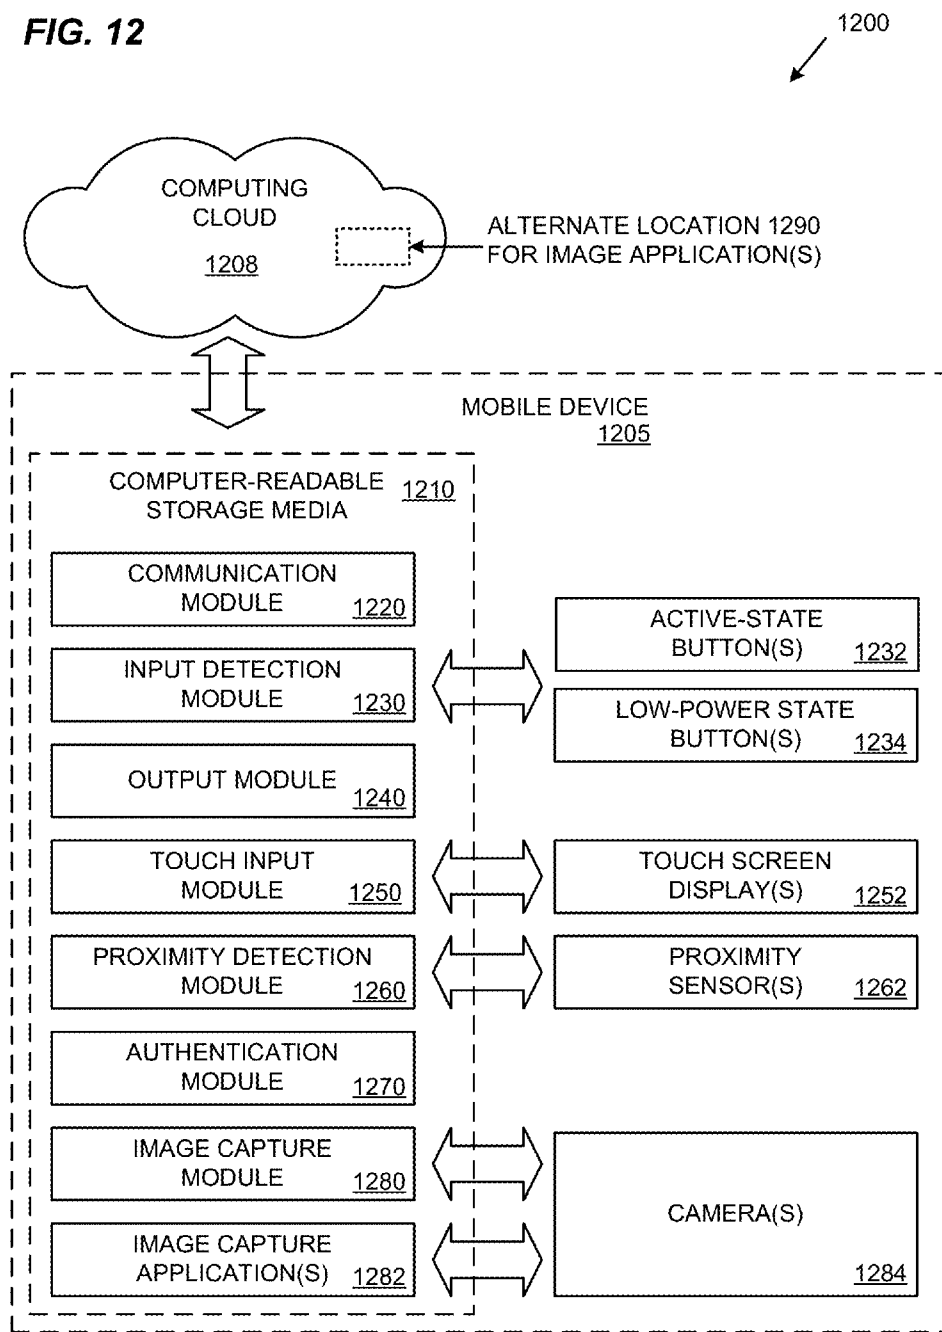 FIG. 12
1200
COMPUTING
CLOUD
1208
ALTERNATE LOCATION 1290
FOR IMAGE APPLICATION(S)
MOBILE DEVICE
1205
COMPUTER-READABLE
STORAGE MEDIA
1210
COMMUNICATION
MODULE
1220
INPUT DETECTION
MODULE
1230
ACTIVE-STATE
BUTTON(S)
1232
LOW-POWER STATE
BUTTON(S)
1234
OUTPUT MODULE
1240
TOUCH INPUT
MODULE
1250
TOUCH SCREEN
DISPLAY(S)
1252
PROXIMITY DETECTION
MODULE
1260
PROXIMITY
SENSOR(S)
1262
AUTHENTICATION
MODULE
1270
IMAGE CAPTURE
MODULE
1280
IMAGE CAPTURE
APPLICATION(S)
1282
CAMERA(S)
1284